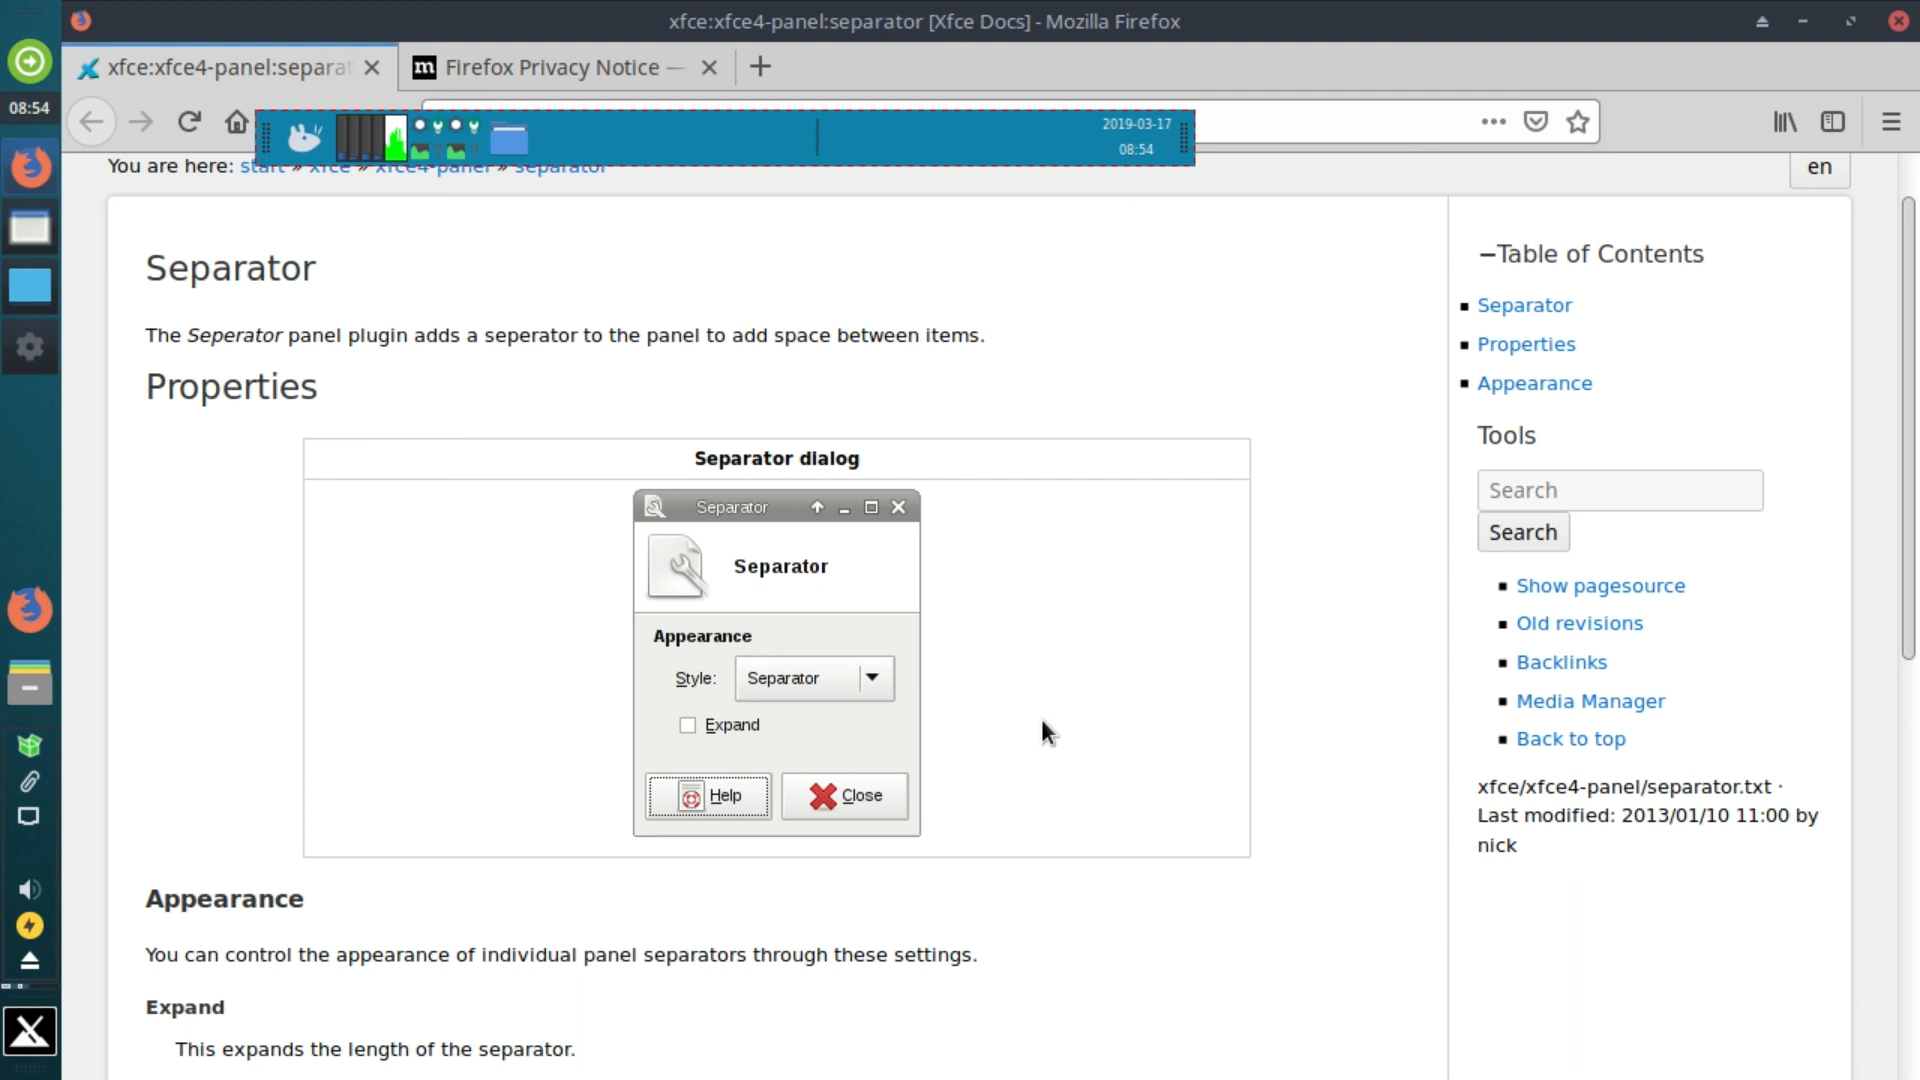 xfce:xfce4-panel:separator [Xfce Docs] - Mozilla Firefox
xfce:xfce4-panel:separat
m Firefox Privacy Notice —
08:54
2019-03-17
08:54
You are here: start » xfce » xfce4-panel » separator
en
Separator
The Seperator panel plugin adds a seperator to the panel to add space between items.
Properties
Separator dialog
Separator
Separator
Appearance
Style: Separator
Expand
Help
Close
Appearance
You can control the appearance of individual panel separators through these settings.
Expand
This expands the length of the separator.
−Table of Contents
Separator
Properties
Appearance
Tools
Search
Search
Show pagesource
Old revisions
Backlinks
Media Manager
Back to top
xfce/xfce4-panel/separator.txt ·
Last modified: 2013/01/10 11:00 by
nick